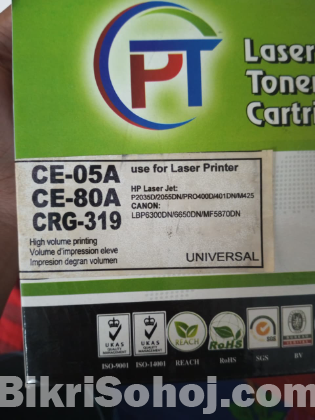 PT
Laser
Toner
Cartri
CE-05A
CE-80A
CRG-319
High volume printing
Volume d'impression eleve
Impresion degran volumen
use for Laser Printer
HP Laser Jet:
P2035D/2055DN/PRO400D/401DN/M425
CANON:
LBP6300DN/6650DN/MF5870DN
UNIVERSAL
UKAS
UKAS
REACH
RoHS
SGS
ISO-9001 ISO-14001 REACH RoHS SGS BV
BikriSohoj.com